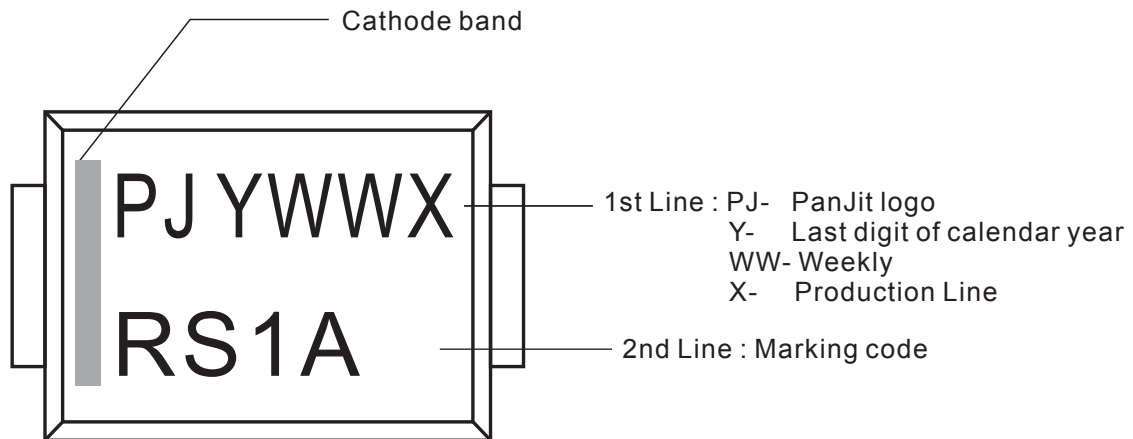 Cathode band
PJ YWWX
1st Line : PJ- PanJit logo
Y- Last digit of calendar year
WW- Weekly
X- Production Line
RS1A
2nd Line : Marking code